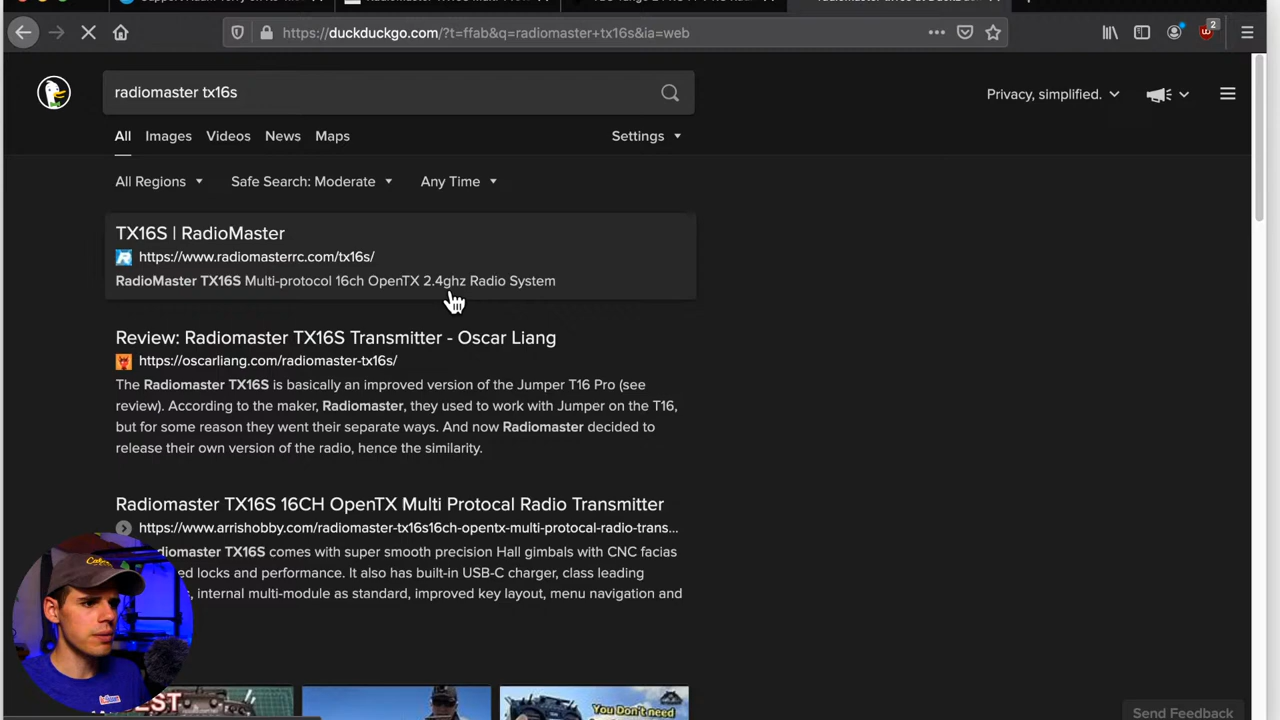 https://duckduckgo.com/?t=ffab&q=radiomaster+tx16s&ia=web
2
radiomaster tx16s
Privacy, simplified.
All Images Videos News Maps
Settings
All Regions
Safe Search: Moderate
Any Time
TX16S | RadioMaster
https://www.radiomasterrc.com/tx16s/
RadioMaster TX16S Multi-protocol 16ch OpenTX 2.4ghz Radio System
Review: Radiomaster TX16S Transmitter - Oscar Liang
https://oscarliang.com/radiomaster-tx16s/
The Radiomaster TX16S is basically an improved version of the Jumper T16 Pro (see
review). According to the maker, Radiomaster, they used to work with Jumper on the T16,
but for some reason they went their separate ways. And now Radiomaster decided to
release their own version of the radio, hence the similarity.
Radiomaster TX16S 16CH OpenTX Multi Protocal Radio Transmitter
https://www.arrishobby.com/radiomaster-tx16s16ch-opentx-multi-protocal-radio-trans...
TX16S comes with super smooth precision Hall gimbals with CNC facias
locks and performance. It also has built-in USB-C charger, class leading
internal multi-module as standard, improved key layout, menu navigation and
You Don't need
Send Feedback